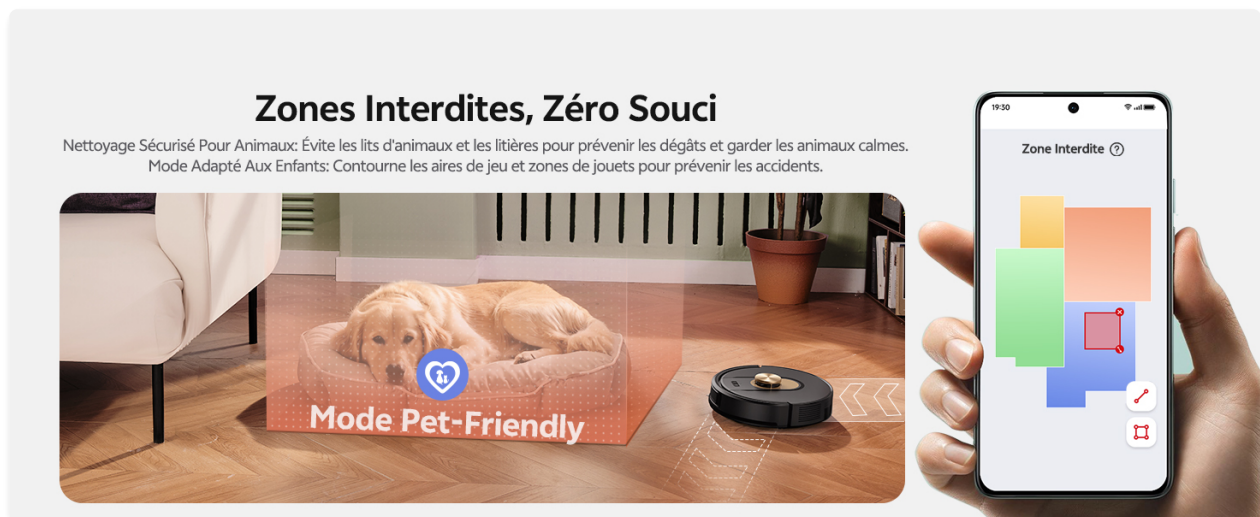 Zones Interdites, Zéro Souci
Nettoyage Sécurisé Pour Animaux: Évite les lits d'animaux et les litières pour prévenir les dégâts et garder les animaux calmes.
Mode Adapté Aux Enfants: Contourne les aires de jeu et zones de jouets pour prévenir les accidents.
Mode Pet-Friendly
19:30
Zone Interdite ?